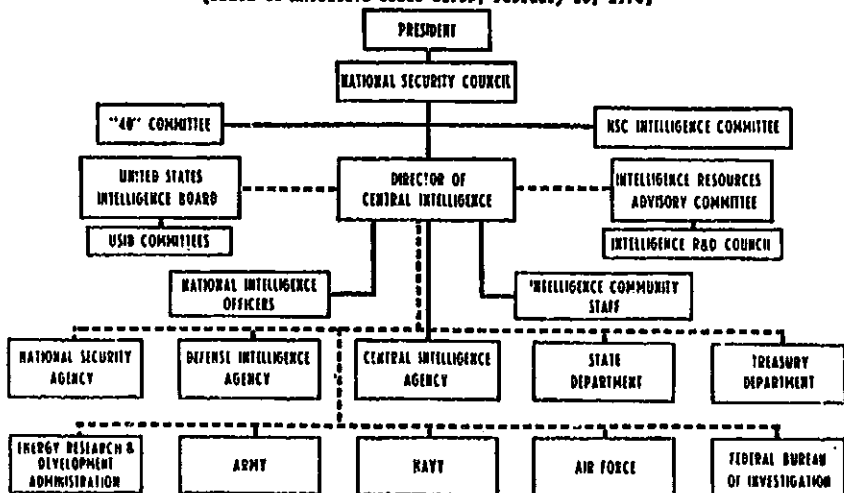 PRESIDENT
NATIONAL SECURITY COUNCIL
"40" COMMITTEE
NSC INTELLIGENCE COMMITTEE
UNITED STATES
INTELLIGENCE BOARD
DIRECTOR OF
CENTRAL INTELLIGENCE
INTELLIGENCE RESOURCES
ADVISORY COMMITTEE
USIB COMMITTEES
INTELLIGENCE R&D COUNCIL
NATIONAL INTELLIGENCE
OFFICERS
INTELLIGENCE COMMUNITY
STAFF
NATIONAL SECURITY
AGENCY
DEFENSE INTELLIGENCE
AGENCY
CENTRAL INTELLIGENCE
AGENCY
STATE
DEPARTMENT
TREASURY
DEPARTMENT
ENERGY RESEARCH &
DEVELOPMENT
ADMINISTRATION
ARMY
NAVY
AIR FORCE
FEDERAL BUREAU
OF INVESTIGATION